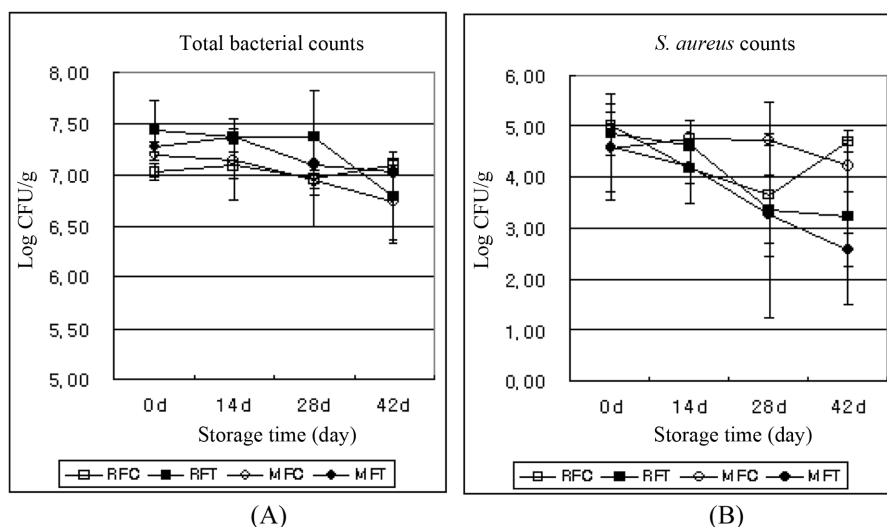 Total bacterial counts
8,00
7,50
7,00
6,50
6,00
5,50
5,00
Log CFU/g
0d 14d 28d 42d
Storage time (day)
RFC RFT MFC MFT
(A)
S. aureus counts
6,00
5,00
4,00
3,00
2,00
1,00
0,00
Log CFU/g
0d 14d 28d 42d
Storage time (day)
RFC RFT MFC MFT
(B)